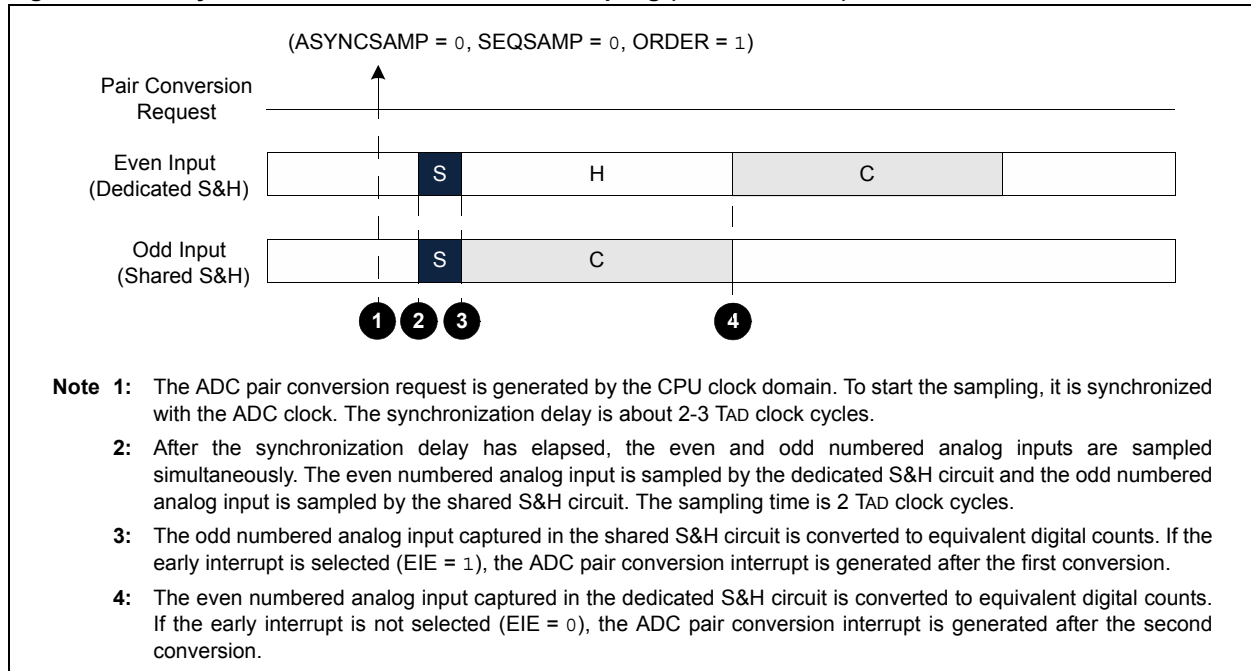 (ASYNCSAMP = 0, SEQSAMP = 0, ORDER = 1)
Pair Conversion
Request
Even Input
(Dedicated S&H)
S
H
C
Odd Input
(Shared S&H)
S
C
1
2
3
4
Note 1: The ADC pair conversion request is generated by the CPU clock domain. To start the sampling, it is synchronized
with the ADC clock. The synchronization delay is about 2-3 TAD clock cycles.
2: After the synchronization delay has elapsed, the even and odd numbered analog inputs are sampled
simultaneously. The even numbered analog input is sampled by the dedicated S&H circuit and the odd numbered
analog input is sampled by the shared S&H circuit. The sampling time is 2 TAD clock cycles.
3: The odd numbered analog input captured in the shared S&H circuit is converted to equivalent digital counts. If the
early interrupt is selected (EIE = 1), the ADC pair conversion interrupt is generated after the first conversion.
4: The even numbered analog input captured in the dedicated S&H circuit is converted to equivalent digital counts.
If the early interrupt is not selected (EIE = 0), the ADC pair conversion interrupt is generated after the second
conversion.